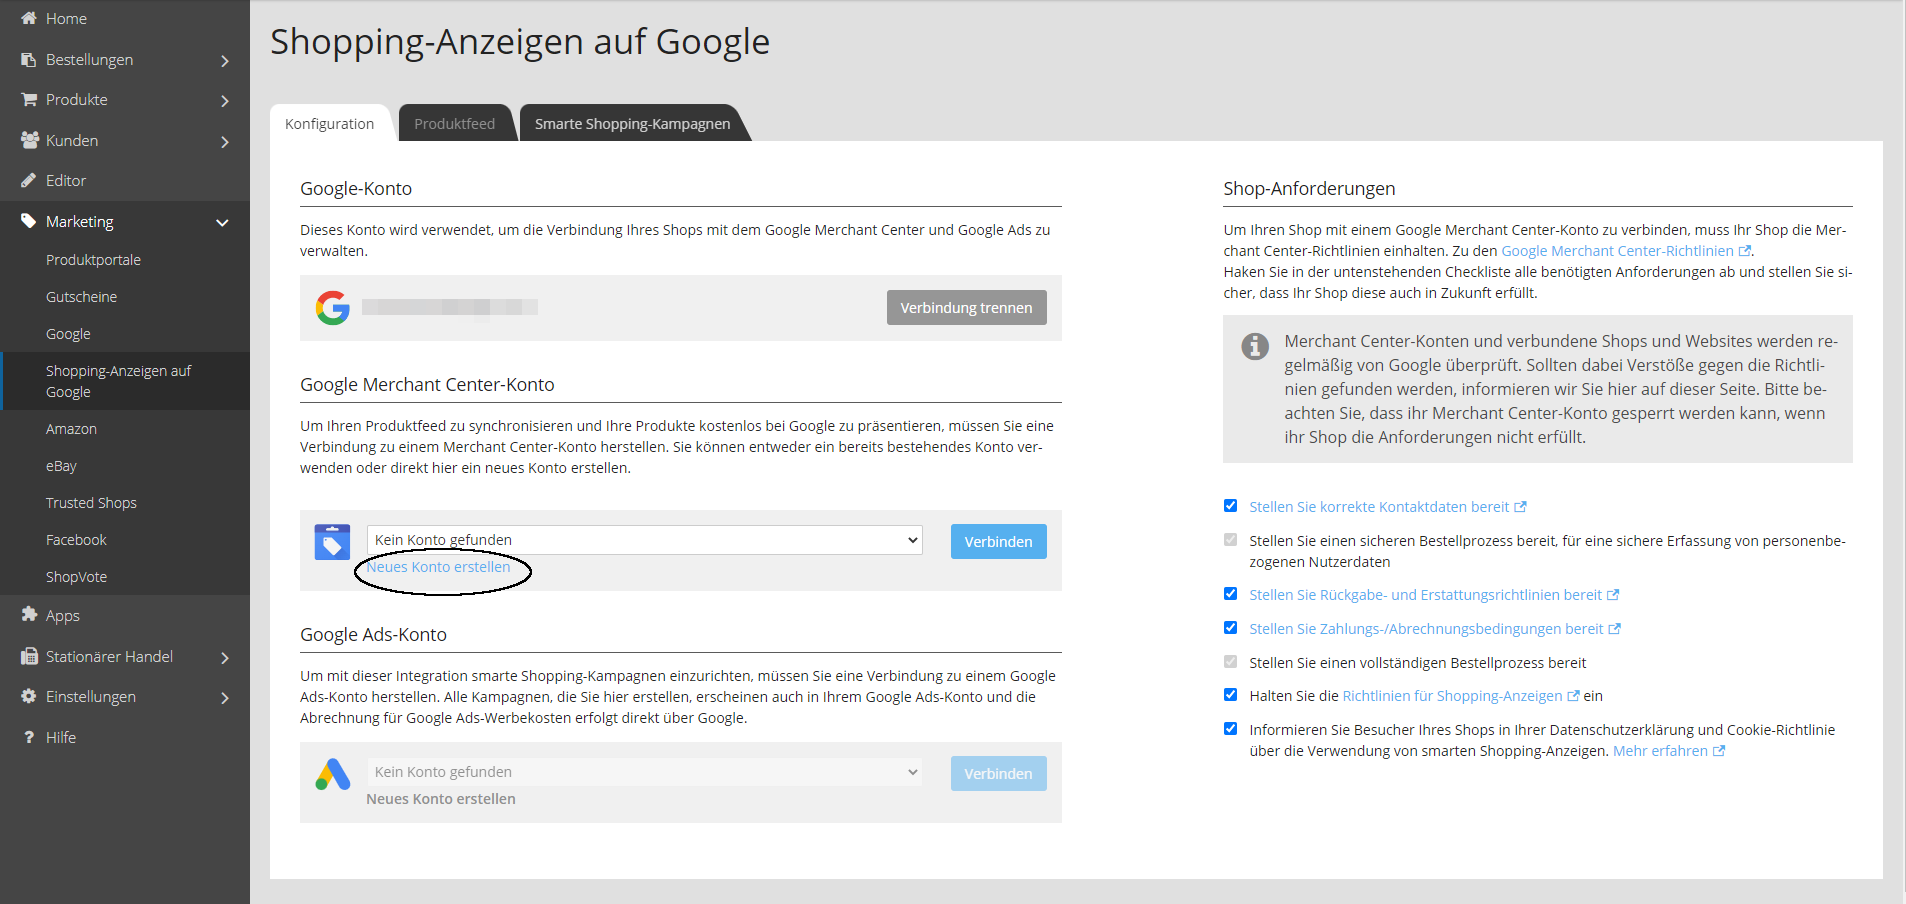 Home
Bestellungen
Produkte
Kunden
Editor
Marketing
Produktportale
Gutscheine
Google
Shopping-Anzeigen auf
Google
Amazon
eBay
Trusted Shops
Facebook
ShopVote
Apps
Stationärer Handel
Einstellungen
Hilfe
Shopping-Anzeigen auf Google
Konfiguration
Produktfeed
Smarte Shopping-Kampagnen
Google-Konto
Dieses Konto wird verwendet, um die Verbindung Ihres Shops mit dem Google Merchant Center und Google Ads zu
verwalten.
Verbindung trennen
Google Merchant Center-Konto
Um Ihren Produktfeed zu synchronisieren und Ihre Produkte kostenlos bei Google zu präsentieren, müssen Sie eine
Verbindung zu einem Merchant Center-Konto herstellen. Sie können entweder ein bereits bestehendes Konto ver-
wenden oder direkt hier ein neues Konto erstellen.
Kein Konto gefunden
Verbinden
Neues Konto erstellen
Google Ads-Konto
Um mit dieser Integration smarte Shopping-Kampagnen einzurichten, müssen Sie eine Verbindung zu einem Google
Ads-Konto herstellen. Alle Kampagnen, die Sie hier erstellen, erscheinen auch in Ihrem Google Ads-Konto und die
Abrechnung für Google Ads-Werbekosten erfolgt direkt über Google.
Kein Konto gefunden
Verbinden
Neues Konto erstellen
Shop-Anforderungen
Um Ihren Shop mit einem Google Merchant Center-Konto zu verbinden, muss Ihr Shop die Mer-
chant Center-Richtlinien einhalten. Zu den Google Merchant Center-Richtlinien.
Haken Sie in der untenstehenden Checkliste alle benötigten Anforderungen ab und stellen Sie si-
cher, dass Ihr Shop diese auch in Zukunft erfüllt.
Merchant Center-Konten und verbundene Shops und Websites werden re-
gelmäßig von Google überprüft. Sollten dabei Verstöße gegen die Richtli-
nien gefunden werden, informieren wir Sie hier auf dieser Seite. Bitte be-
achten Sie, dass ihr Merchant Center-Konto gesperrt werden kann, wenn
ihr Shop die Anforderungen nicht erfüllt.
Stellen Sie korrekte Kontaktdaten bereit
Stellen Sie einen sicheren Bestellprozess bereit, für eine sichere Erfassung von personenbe-
zogenen Nutzerdaten
Stellen Sie Rückgabe- und Erstattungsrichtlinien bereit
Stellen Sie Zahlungs-/Abrechnungsbedingungen bereit
Stellen Sie einen vollständigen Bestellprozess bereit
Halten Sie die Richtlinien für Shopping-Anzeigen ein
Informieren Sie Besucher Ihres Shops in Ihrer Datenschutzerklärung und Cookie-Richtlinie
über die Verwendung von smarten Shopping-Anzeigen. Mehr erfahren